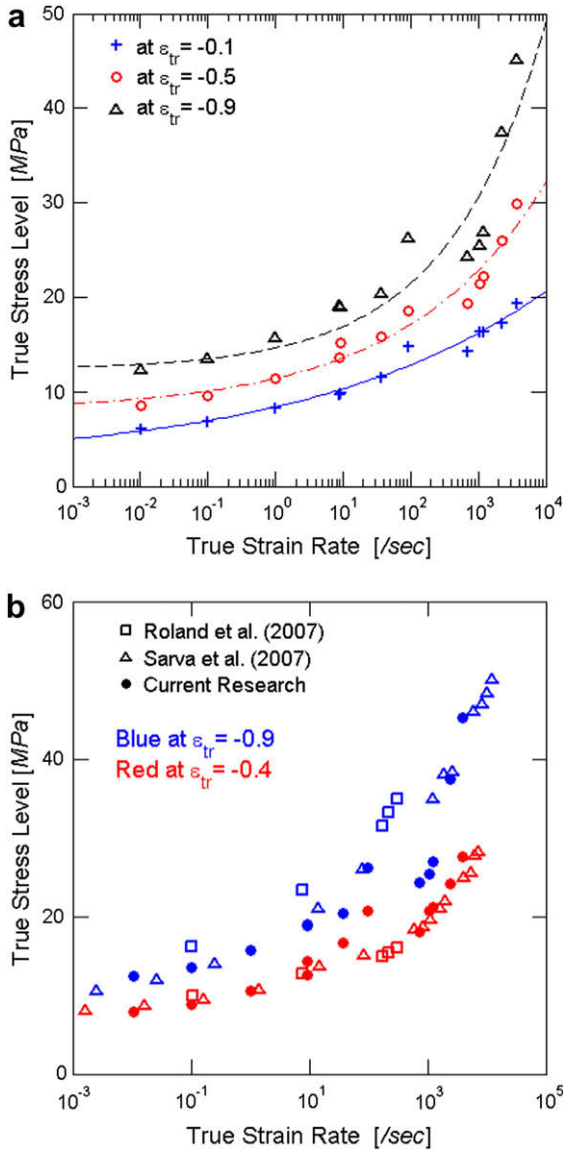 a
50
40
30
20
10
0
True Stress Level [MPa]
+ at εtr= -0.1
o at εtr= -0.5
△ at εtr= -0.9
10-3 10-2 10-1 100 101 102 103 104
True Strain Rate [/sec]
b
60
40
20
0
True Stress Level [MPa]
□ Roland et al. (2007)
△ Sarva et al. (2007)
● Current Research
Blue at εtr= -0.9
Red at εtr= -0.4
10-3 10-1 101 103 105
True Strain Rate [/sec]